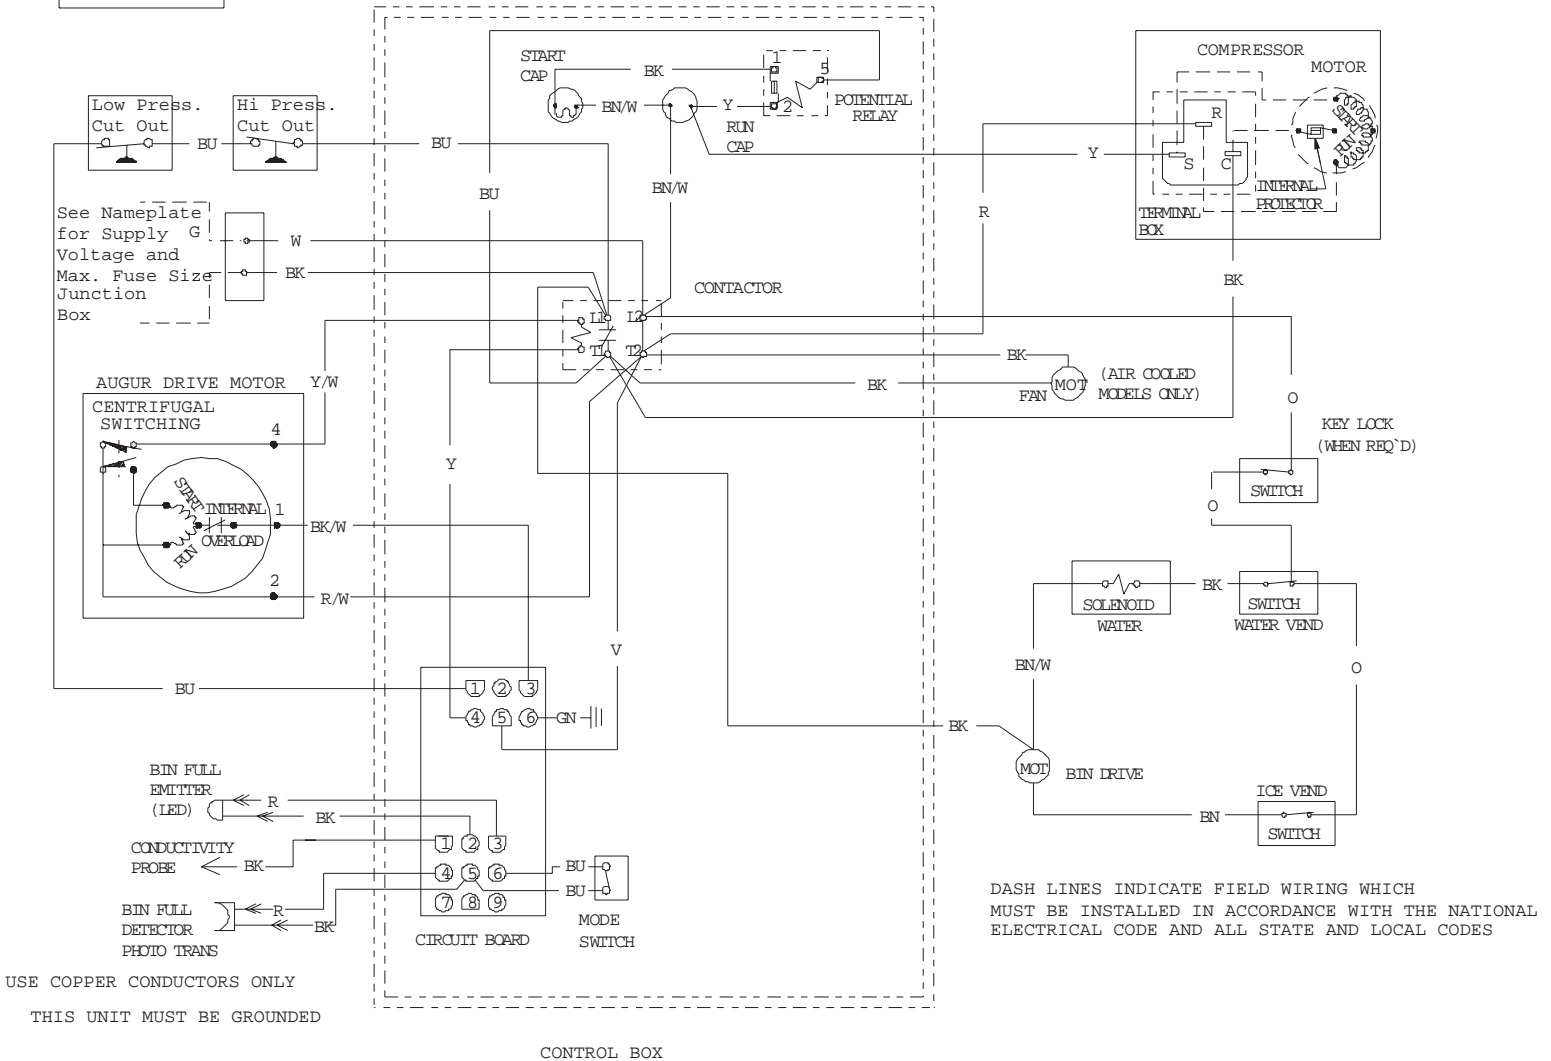 START
CAP
BK
BN/W
Y
1
5
2
POTENTIAL
RELAY
RUN
CAP
COMPRESSOR
MOTOR
R
S
C
START
RUN
INTERNAL
PROTECTOR
TERMINAL
BOX
Y
Low Press.
Cut Out
BU
Hi Press.
Cut Out
BU
BU
BN/W
R
BK
See Nameplate
for Supply G
Voltage and
Max. Fuse Size
Junction
Box
W
BK
CONTACTOR
L1
L2
T1
T2
BK
BK
FAN
MOT
(AIR COOLED
MODELS ONLY)
O
KEY LOCK
(WHEN REQ`D)
SWITCH
O
AUGUR DRIVE MOTOR
Y/W
CENTRIFUGAL
SWITCHING
4
START
INTERNAL
OVERLOAD
RUN
1
BK/W
2
R/W
Y
V
SOLENOID
WATER
BK
SWITCH
WATER VEND
BN/W
O
BU
1
2
3
4
5
6
GN
BK
MOT
BIN DRIVE
ICE VEND
BN
SWITCH
BIN FULL
EMITTER
(LED)
R
BK
CONDUCTIVITY
PROBE
BK
1
2
3
4
5
6
7
8
9
BU
BU
BIN FULL
DETECTOR
PHOTO TRANS
R
BK
CIRCUIT BOARD
MODE
SWITCH
DASH LINES INDICATE FIELD WIRING WHICH
MUST BE INSTALLED IN ACCORDANCE WITH THE NATIONAL
ELECTRICAL CODE AND ALL STATE AND LOCAL CODES
USE COPPER CONDUCTORS ONLY
THIS UNIT MUST BE GROUNDED
CONTROL BOX